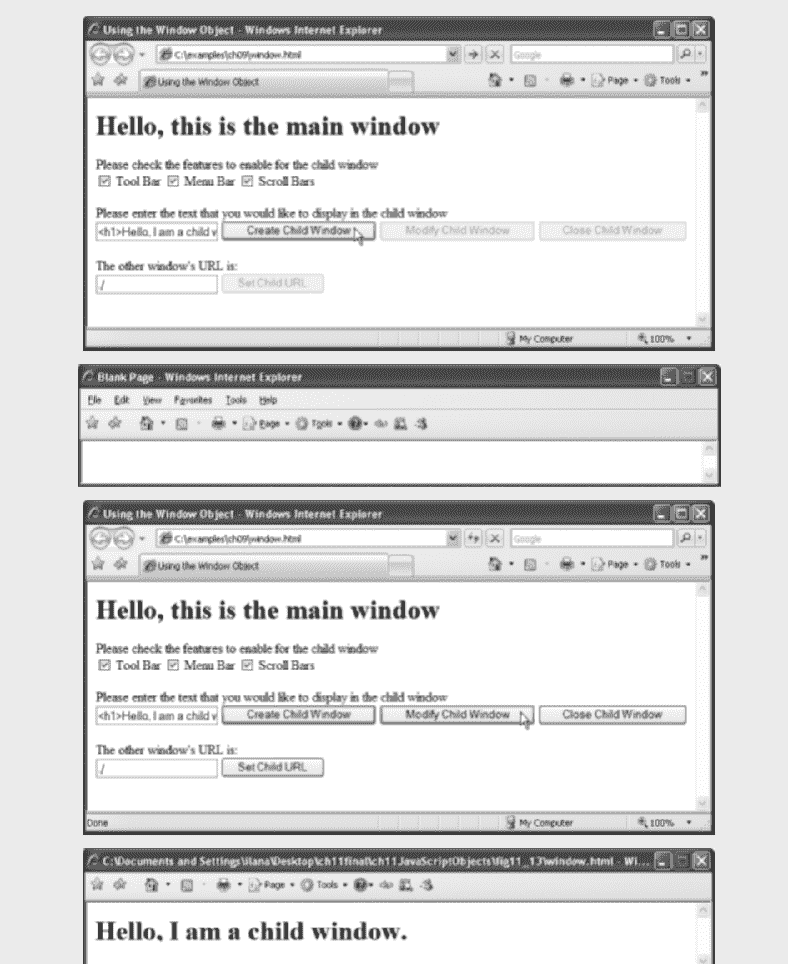 Using the Window Object - Windows Internet Explorer
C:\examples\ch09\window.html
Google
Using the Window Object
Page
Tools
Hello, this is the main window
Please check the features to enable for the child window
Tool Bar Menu Bar Scroll Bars
Please enter the text that you would like to display in the child window
<h1>Hello, I am a child w Create Child Window Modify Child Window Close Child Window
The other window's URL is:
./ Set Child URL
My Computer 100%
Blank Page - Windows Internet Explorer
File Edit View Favorites Tools Help
Page Tools
Using the Window Object - Windows Internet Explorer
C:\examples\ch09\window.html
Google
Using the Window Object
Page
Tools
Hello, this is the main window
Please check the features to enable for the child window
Tool Bar Menu Bar Scroll Bars
Please enter the text that you would like to display in the child window
<h1>Hello, I am a child w Create Child Window Modify Child Window Close Child Window
The other window's URL is:
./ Set Child URL
Done My Computer 100%
C:\Documents and Settings\ilana\Desktop\ch11final\ch11JavaScriptObjects\fig11_13\window.html - Wi...
Page Tools
Hello, I am a child window.